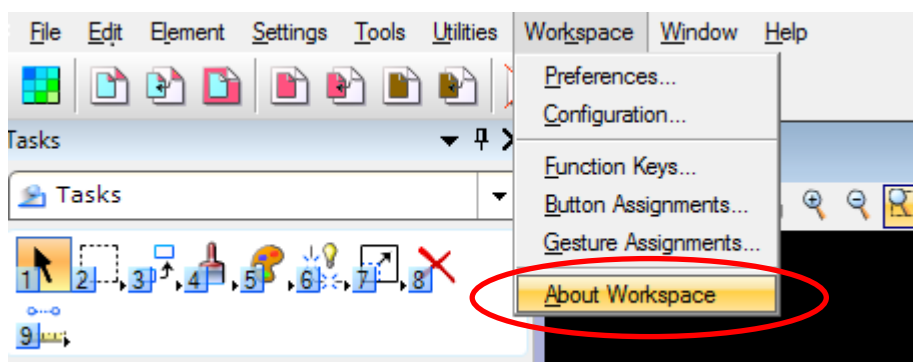 File Edit Element Settings Tools Utilities Workspace Window Help
Preferences...
Configuration...
Tasks
Function Keys...
Tasks
Button Assignments...
Gesture Assignments...
1 2 3 4 5 6 7 8
About Workspace
9